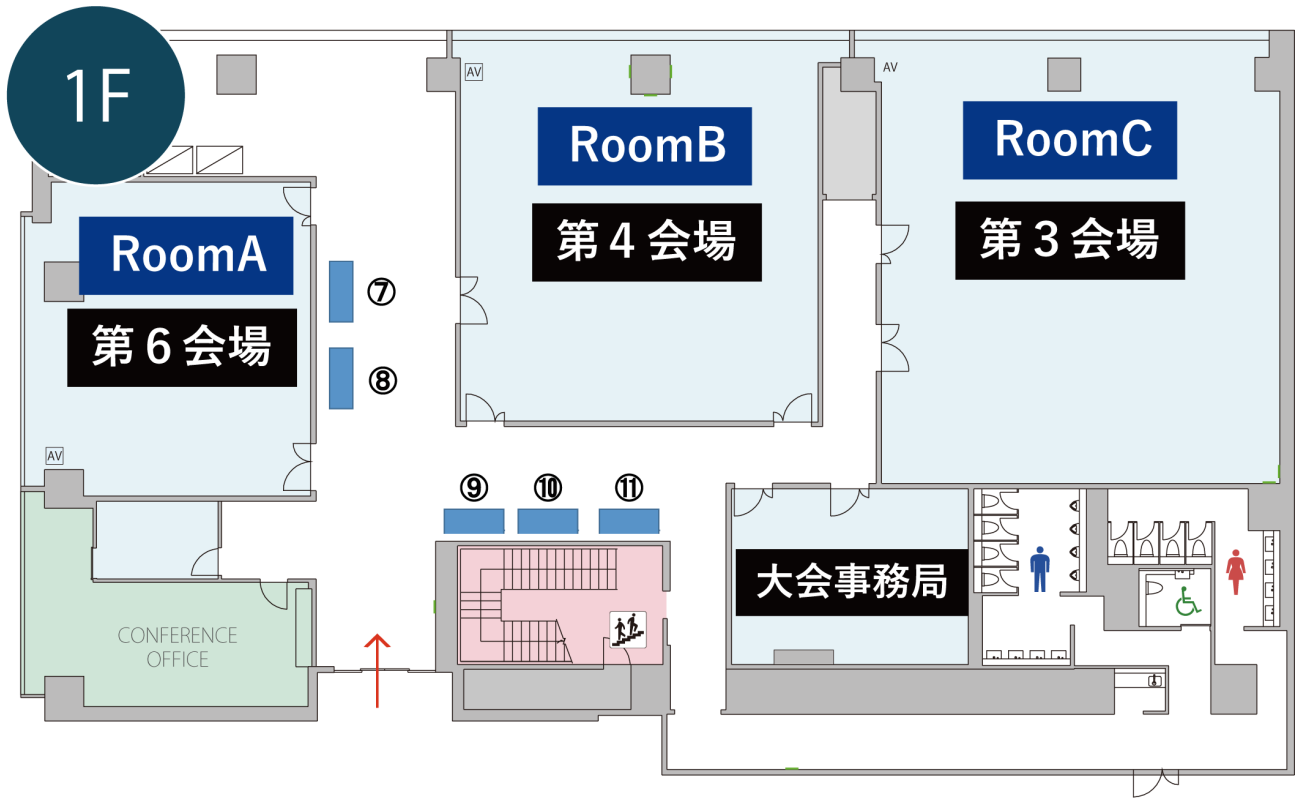 1F
AV
AV
RoomB
RoomC
第4会場
第3会場
RoomA
第6会場
⑦
⑧
AV
⑨
⑩
⑪
大会事務局
CONFERENCE
OFFICE